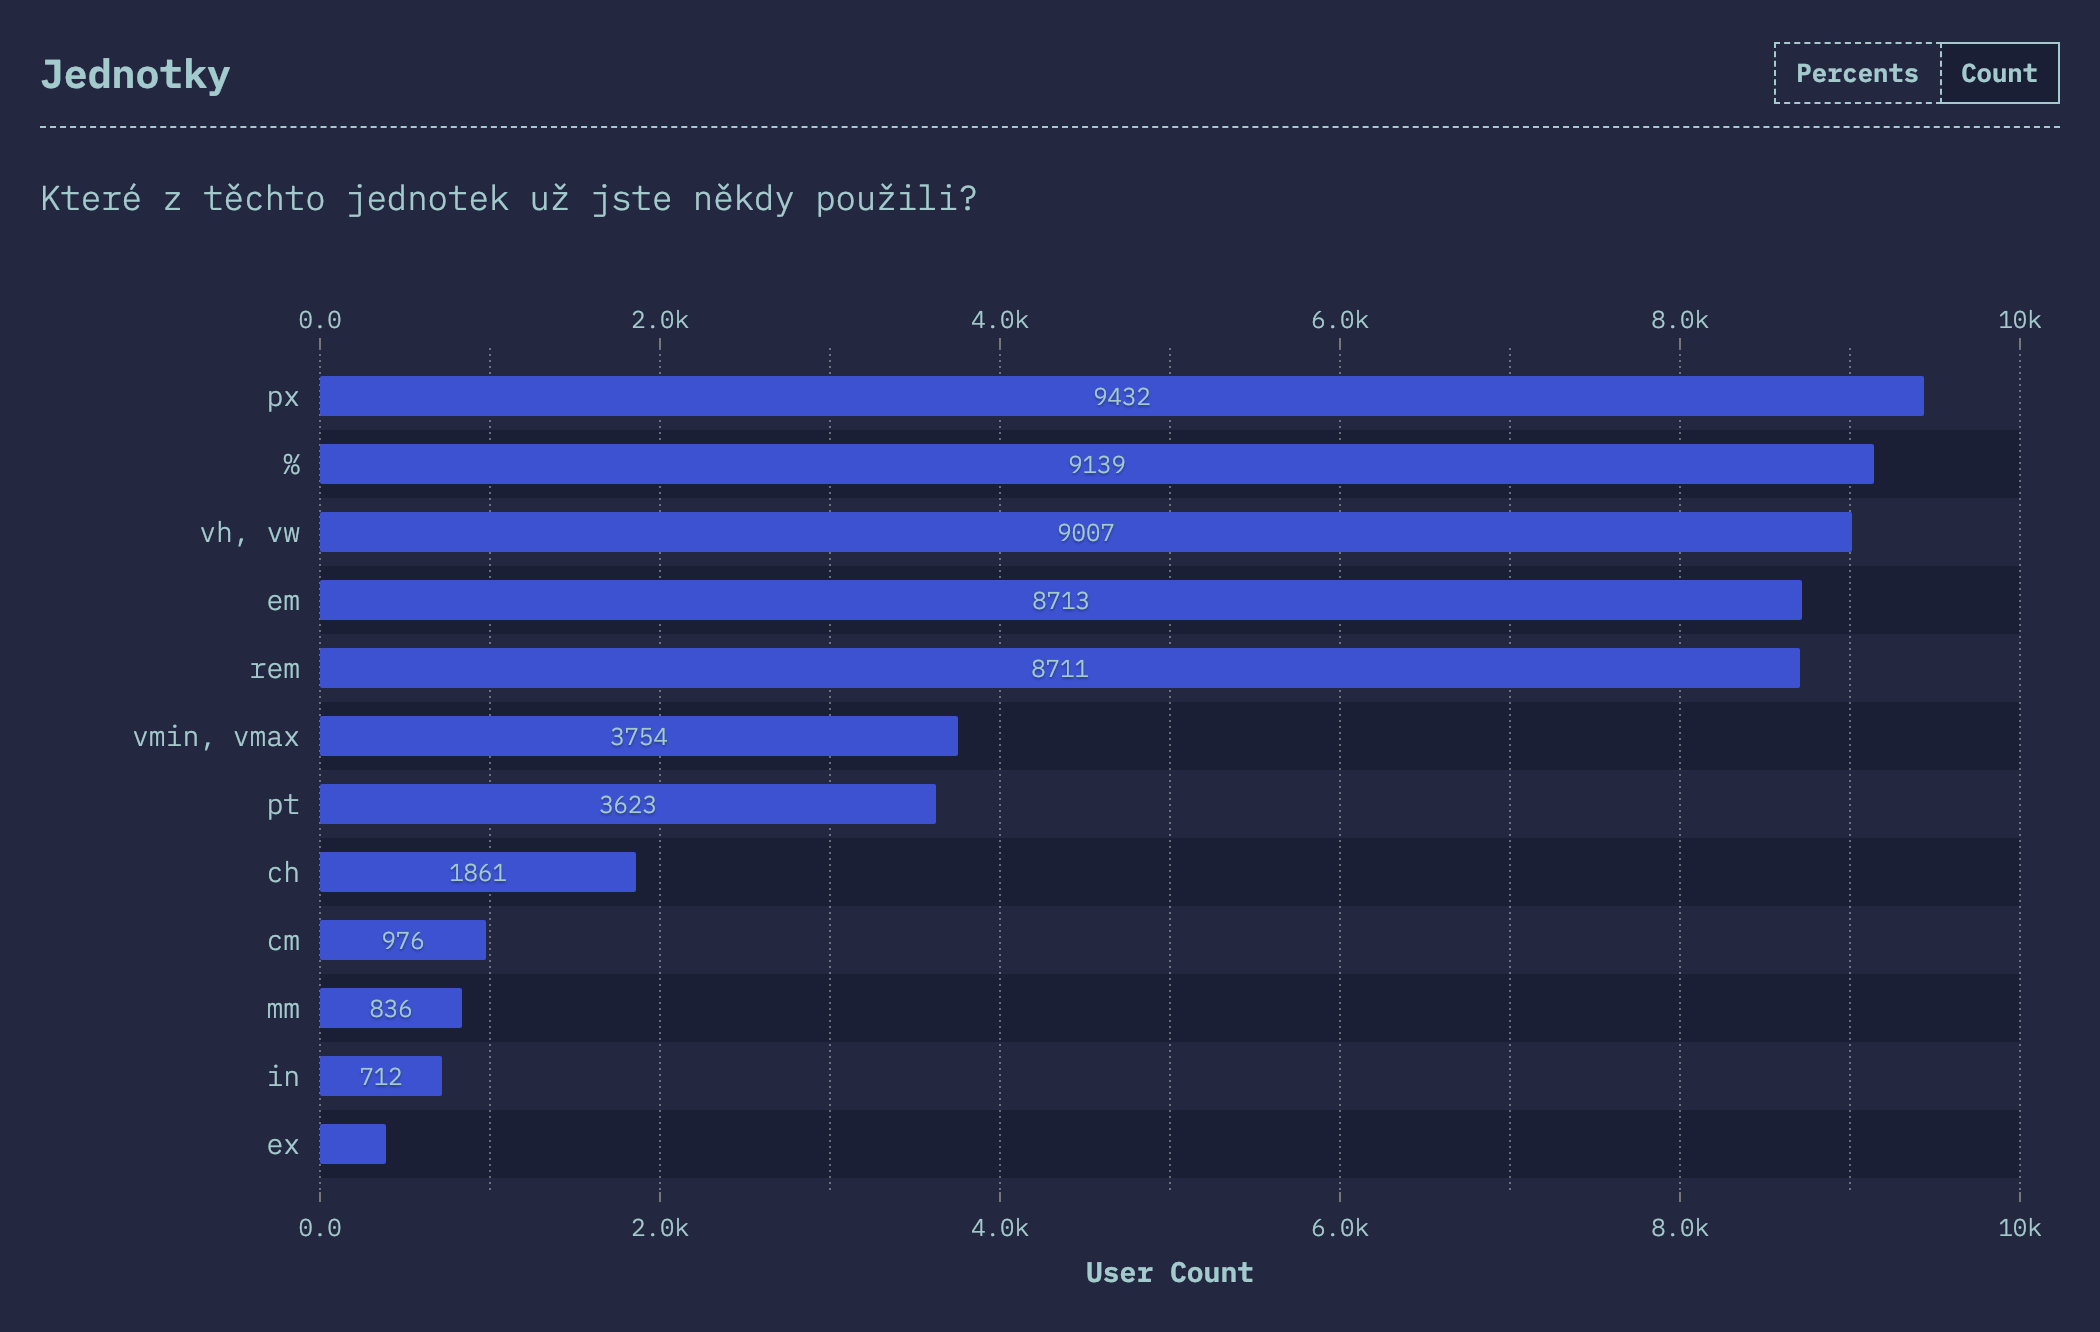 Jednotky
Percents Count
Které z těchto jednotek už jste někdy použili?
0.0 2.0k 4.0k 6.0k 8.0k 10k
px 9432
% 9139
vh, vw 9007
em 8713
rem 8711
vmin, vmax 3754
pt 3623
ch 1861
cm 976
mm 836
in 712
ex
0.0 2.0k 4.0k 6.0k 8.0k 10k
User Count